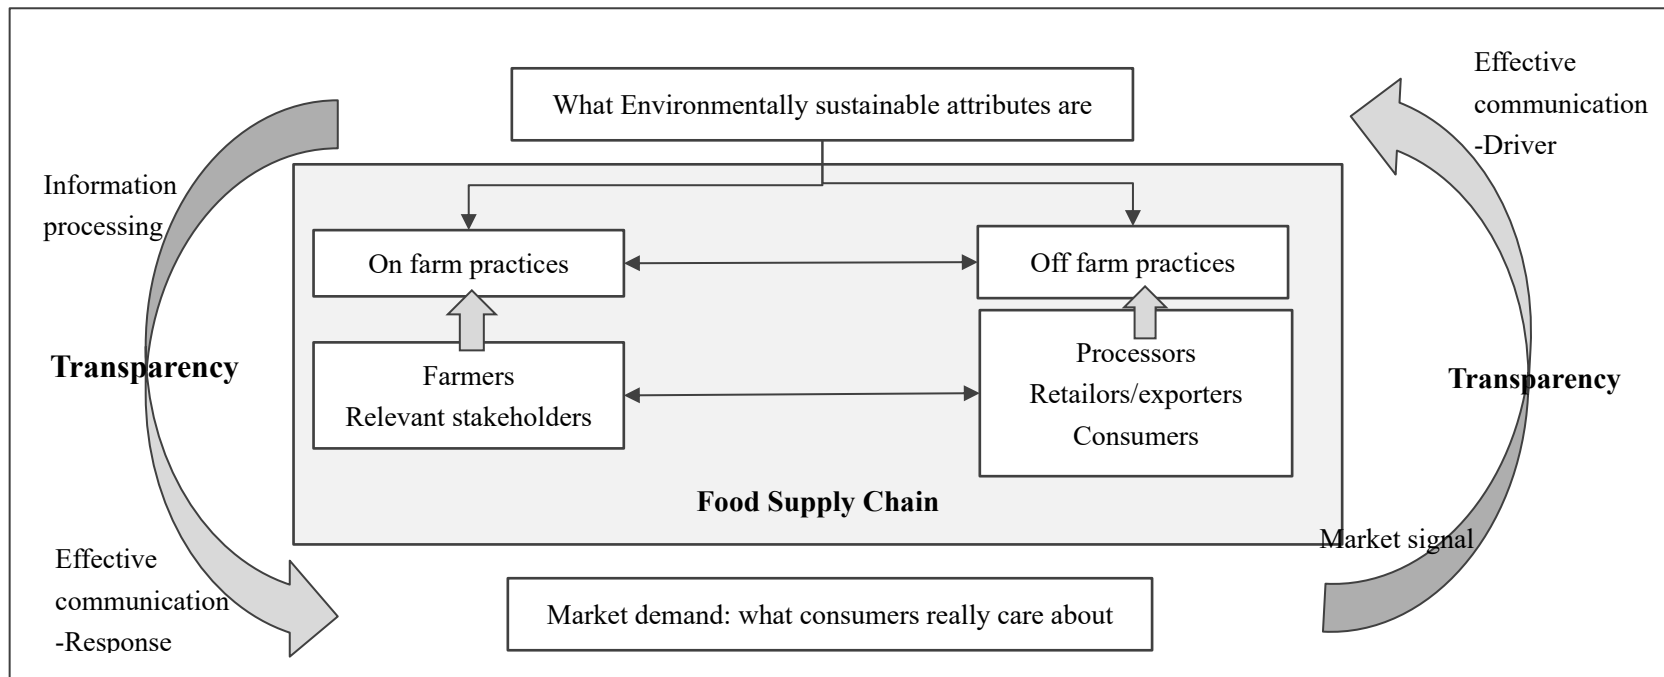 What Environmentally sustainable attributes are
Effective
communication
-Driver
Information
processing
On farm practices
Off farm practices
Transparency
Farmers
Relevant stakeholders
Processors
Retailors/exporters
Consumers
Transparency
Food Supply Chain
Market signal
Effective
communication
-Response
Market demand: what consumers really care about